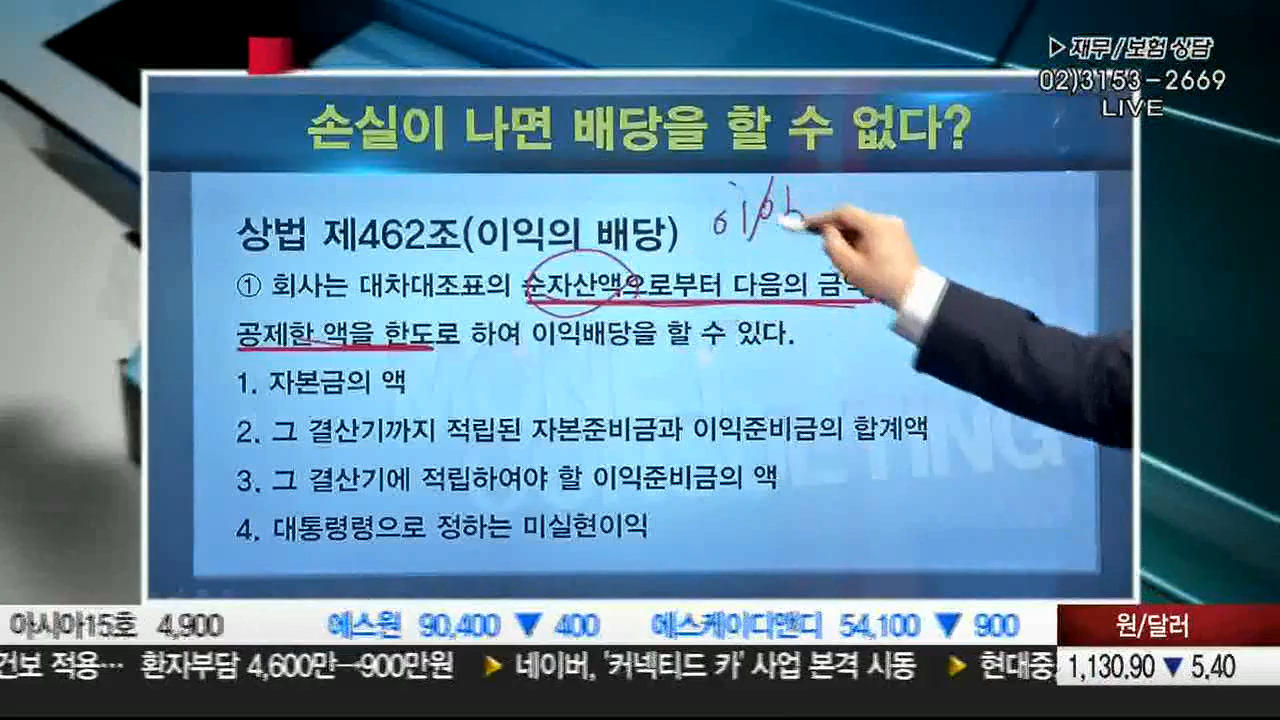 ▷ 재무/보험 상담
02)3153-2669
LIVE
손실이 나면 배당을 할 수 없다?
상법 제462조(이익의 배당)
① 회사는 대차대조표의 순자산액으로부터 다음의
공제한 액을 한도로 하여 이익배당을 할 수 있다.
1. 자본금의 액
2. 그 결산기까지 적립된 자본준비금과 이익준비금의 합계액
3. 그 결산기에 적립하여야 할 이익준비금의 액
4. 대통령령으로 정하는 미실현이익
아시아15호 4,900 에스원 90,400 ▼ 400 에스케이디앤디 54,100 ▼ 900 원/달러
건보 적용… 환자부담 4,600만→900만원 ▶ 네이버, '커넥티드 카' 사업 본격 시동 ▶ 현대중 1,130.90 ▼ 5.40